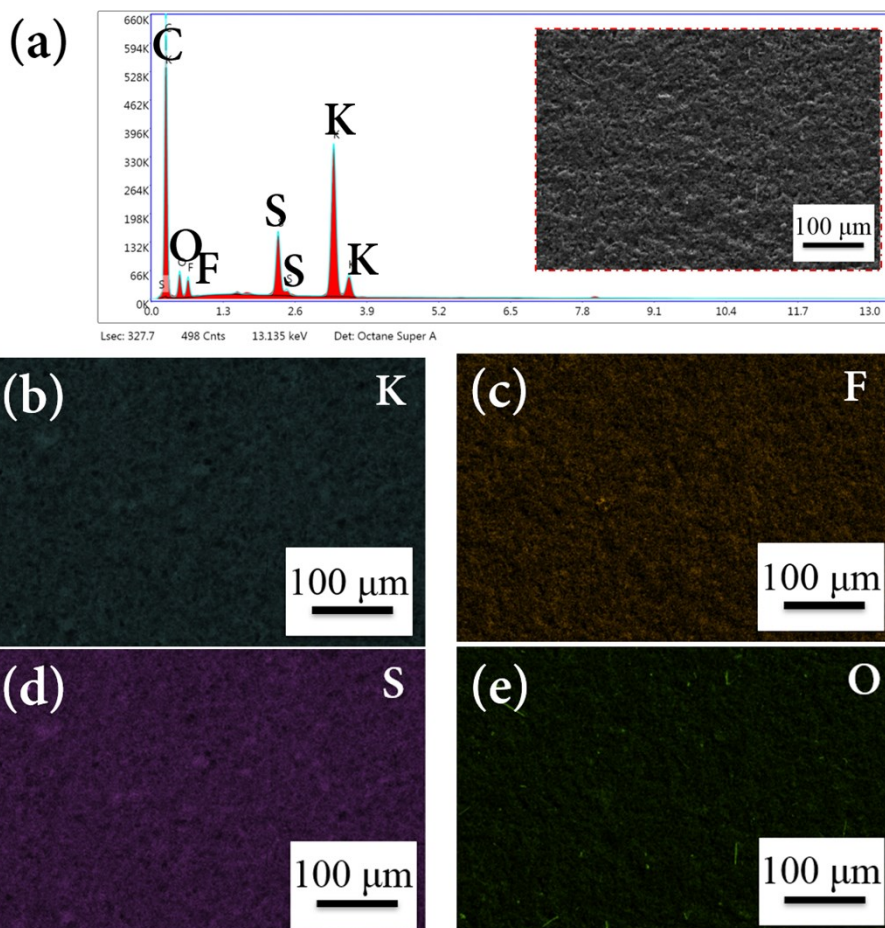 (a)
660K
594K
528K
462K
396K
330K
264K
198K
132K
66K
0K
C
C
K
O
O
F
F
S
S
S
S
K
K
K
100 μm
0.0 1.3 2.6 3.9 5.2 6.5 7.8 9.1 10.4 11.7 13.0
Lsec: 327.7 498 Cnts 13.135 keV Det: Octane Super A
(b) K
100 μm
(c) F
100 μm
(d) S
100 μm
(e) O
100 μm